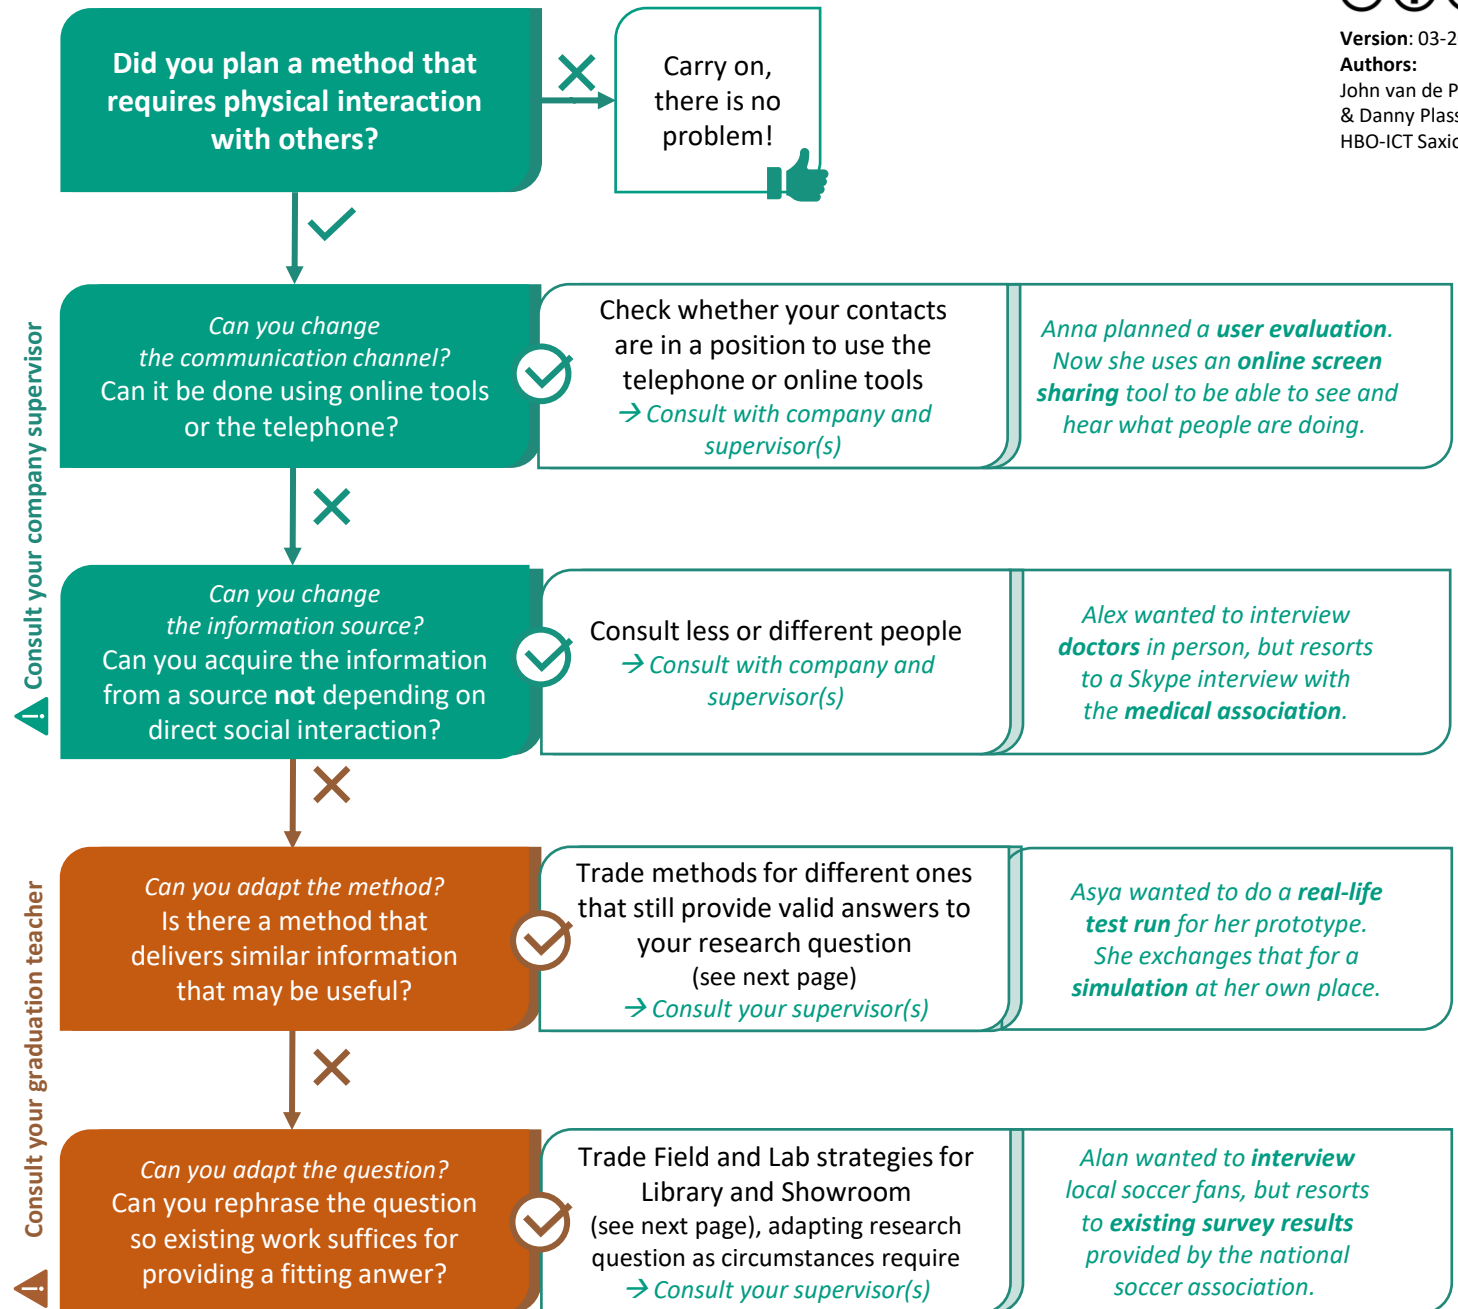 Version: 03-2
Authors:
John van de P
& Danny Plass
HBO-ICT Saxio
Did you plan a method that
requires physical interaction
with others?
Carry on,
there is no
problem!
Consult your company supervisor
Can you change
the communication channel?
Can it be done using online tools
or the telephone?
Check whether your contacts
are in a position to use the
telephone or online tools
→ Consult with company and
supervisor(s)
Anna planned a user evaluation.
Now she uses an online screen
sharing tool to be able to see and
hear what people are doing.
Can you change
the information source?
Can you acquire the information
from a source not depending on
direct social interaction?
Consult less or different people
→ Consult with company and
supervisor(s)
Alex wanted to interview
doctors in person, but resorts
to a Skype interview with
the medical association.
Consult your graduation teacher
Can you adapt the method?
Is there a method that
delivers similar information
that may be useful?
Trade methods for different ones
that still provide valid answers to
your research question
(see next page)
→ Consult your supervisor(s)
Asya wanted to do a real-life
test run for her prototype.
She exchanges that for a
simulation at her own place.
Can you adapt the question?
Can you rephrase the question
so existing work suffices for
providing a fitting anwer?
Trade Field and Lab strategies for
Library and Showroom
(see next page), adapting research
question as circumstances require
→ Consult your supervisor(s)
Alan wanted to interview
local soccer fans, but resorts
to existing survey results
provided by the national
soccer association.